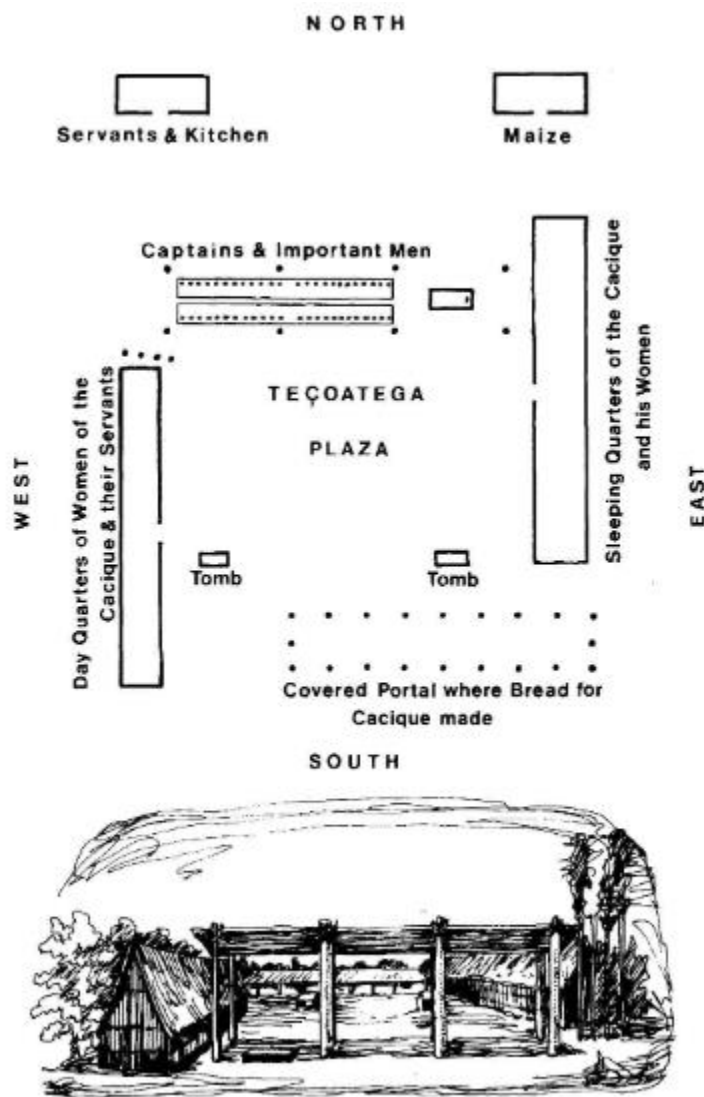 NORTH
Servants & Kitchen
Maize
Captains & Important Men
TEÇOATEGA
PLAZA
WEST
Day Quarters of Women of the
Cacique & their Servants
Sleeping Quarters of the Cacique
and his Women
EAST
Tomb
Tomb
Covered Portal where Bread for
Cacique made
SOUTH